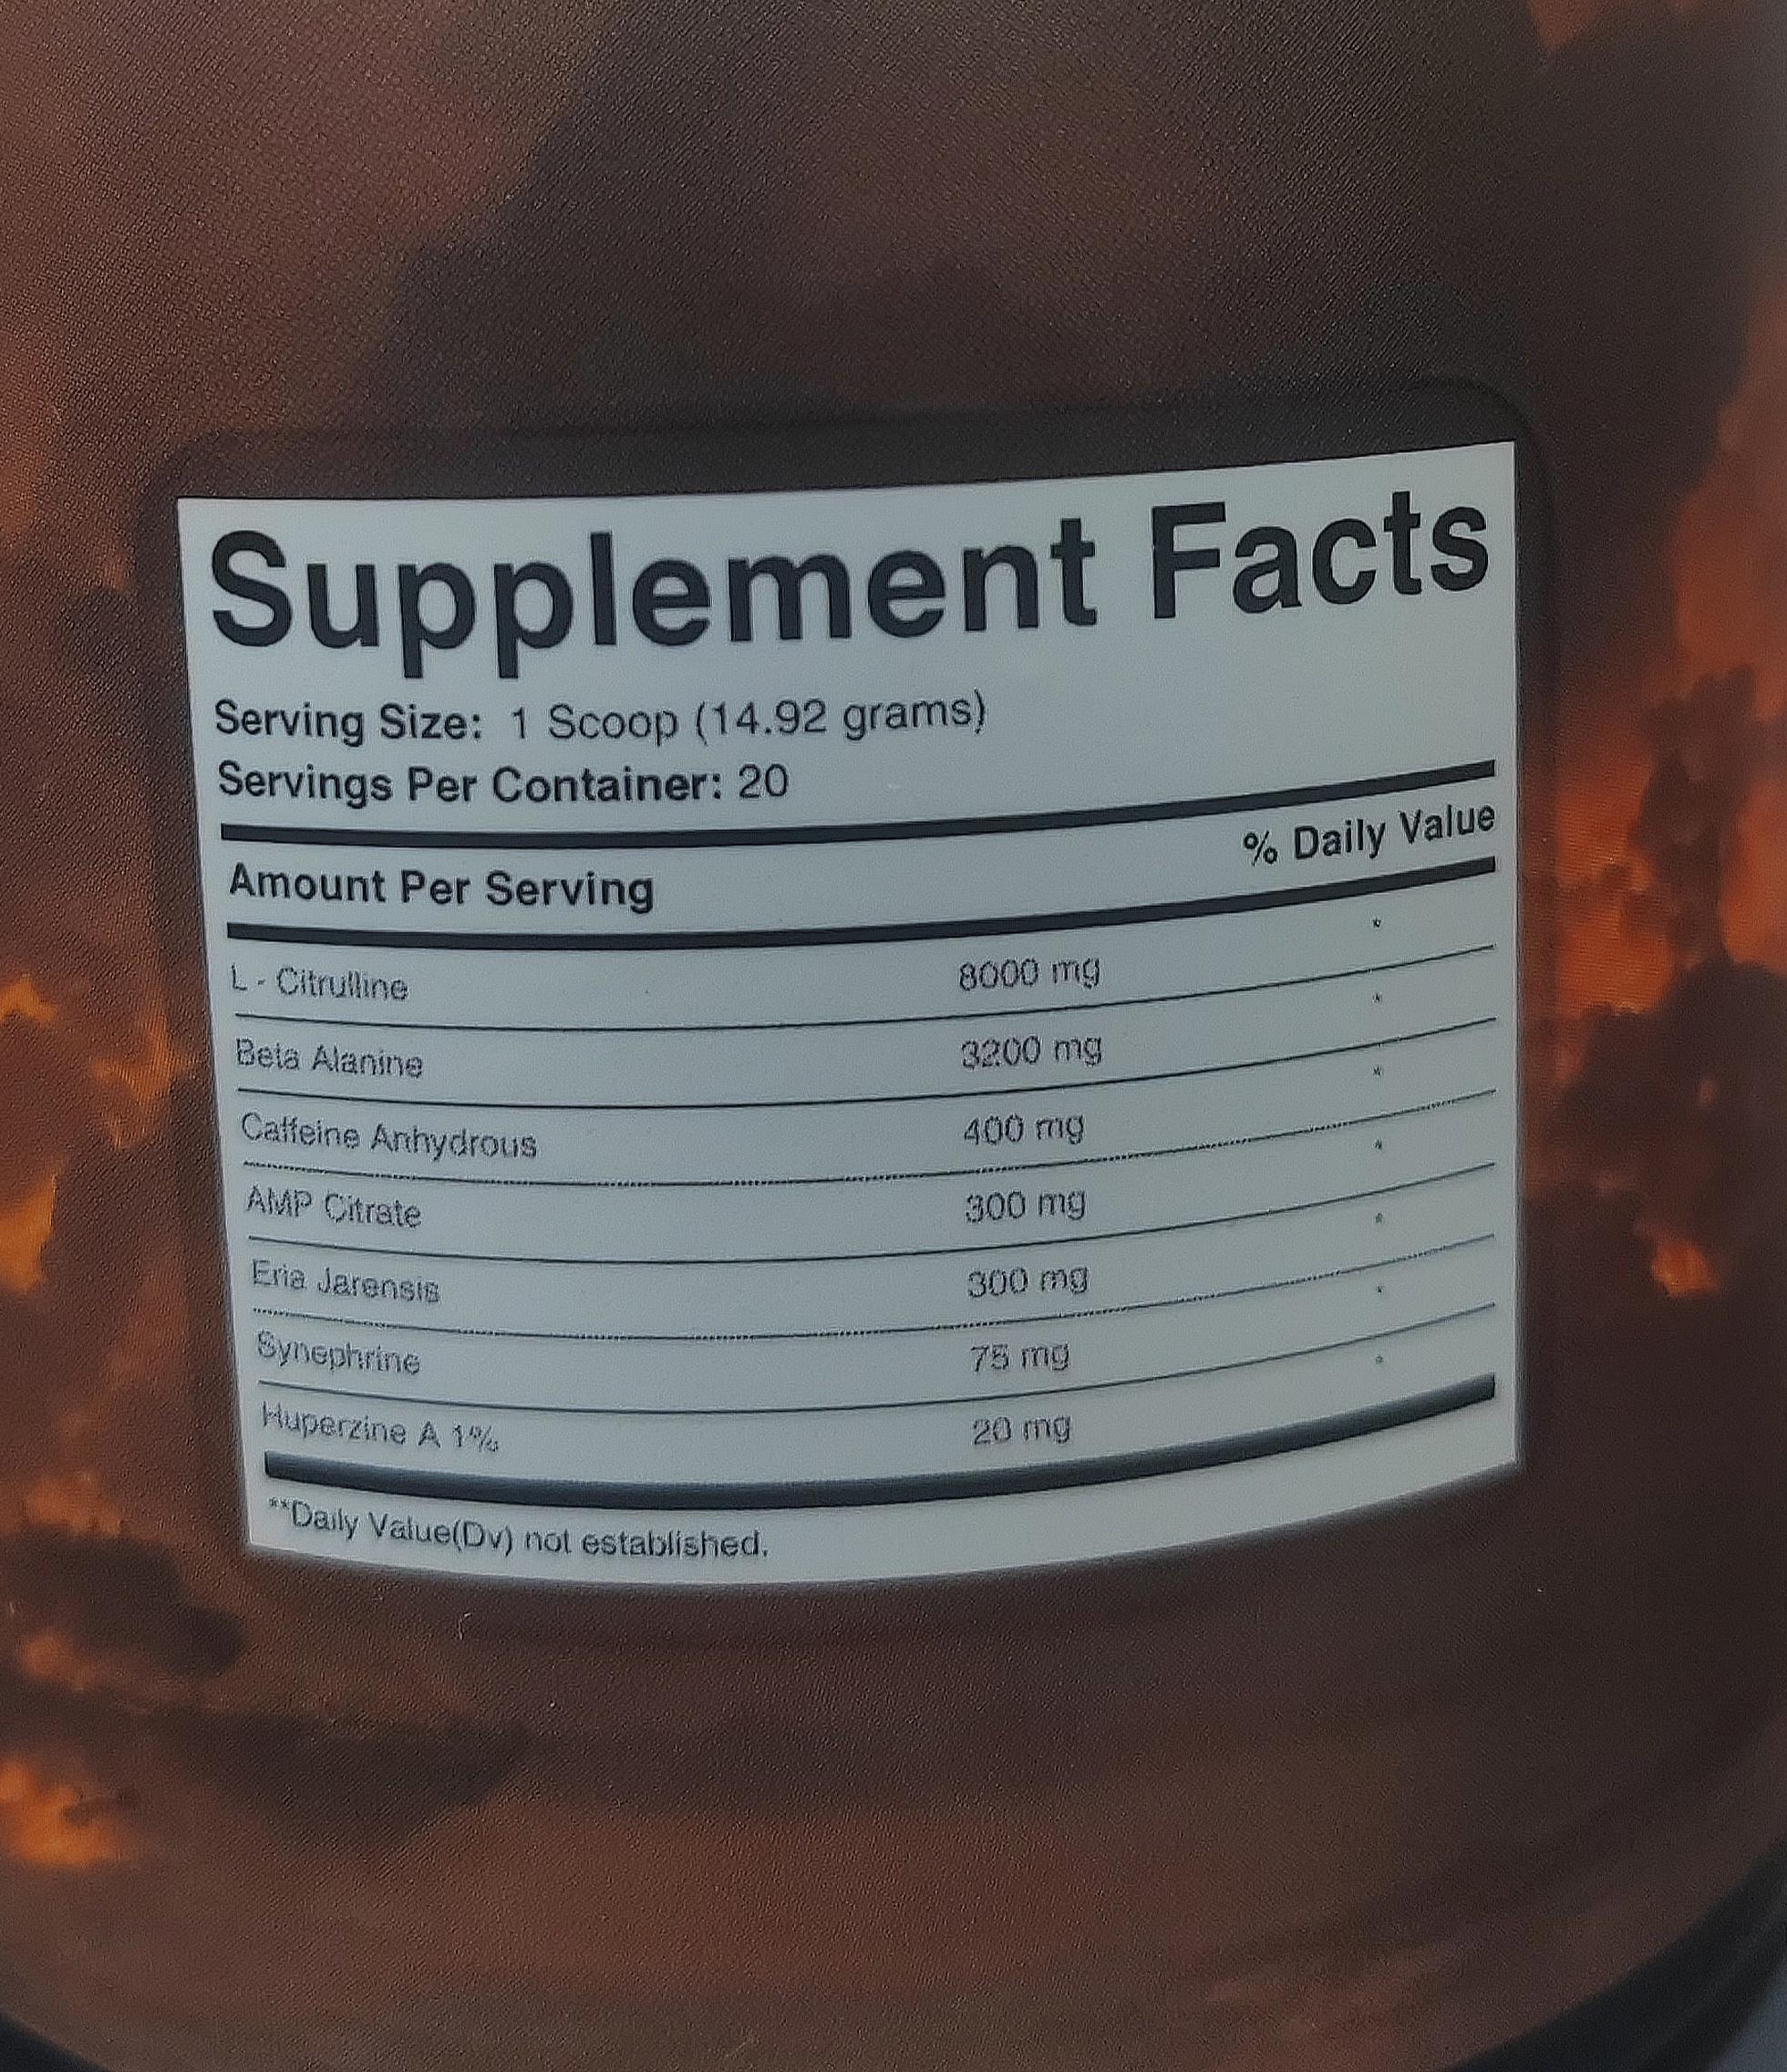 Supplement Facts
Serving Size: 1 Scoop (14.92 grams)
Servings Per Container: 20
% Daily Value
Amount Per Serving
L - Citrulline 8000 mg *
Beta Alanine 3200 mg *
Caffeine Anhydrous 400 mg *
AMP Citrate 300 mg *
Eria Jarensis 300 mg *
Synephrine 75 mg *
Huperzine A 1% 20 mg *
**Daily Value(Dv) not established.